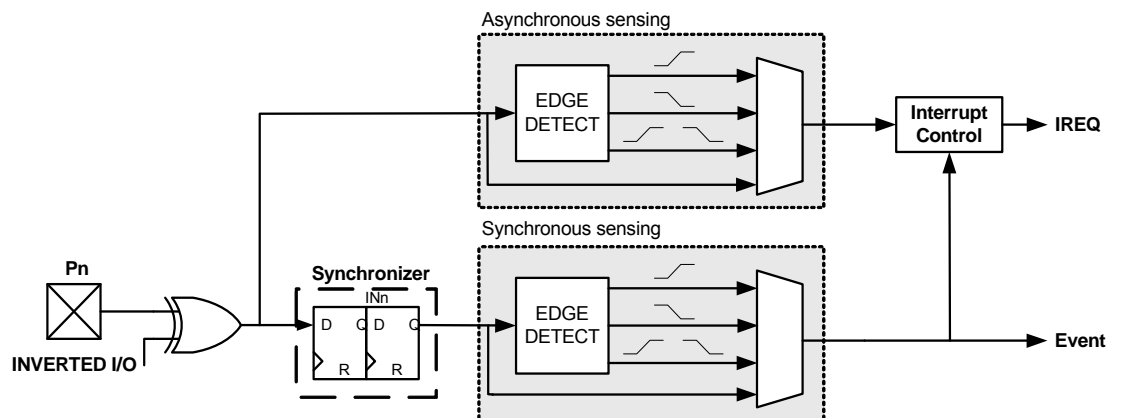 Asynchronous sensing
EDGE
DETECT
Interrupt
Control
IREQ
Synchronous sensing
Pn
Synchronizer
INn
D Q D Q
R R
EDGE
DETECT
INVERTED I/O
Event